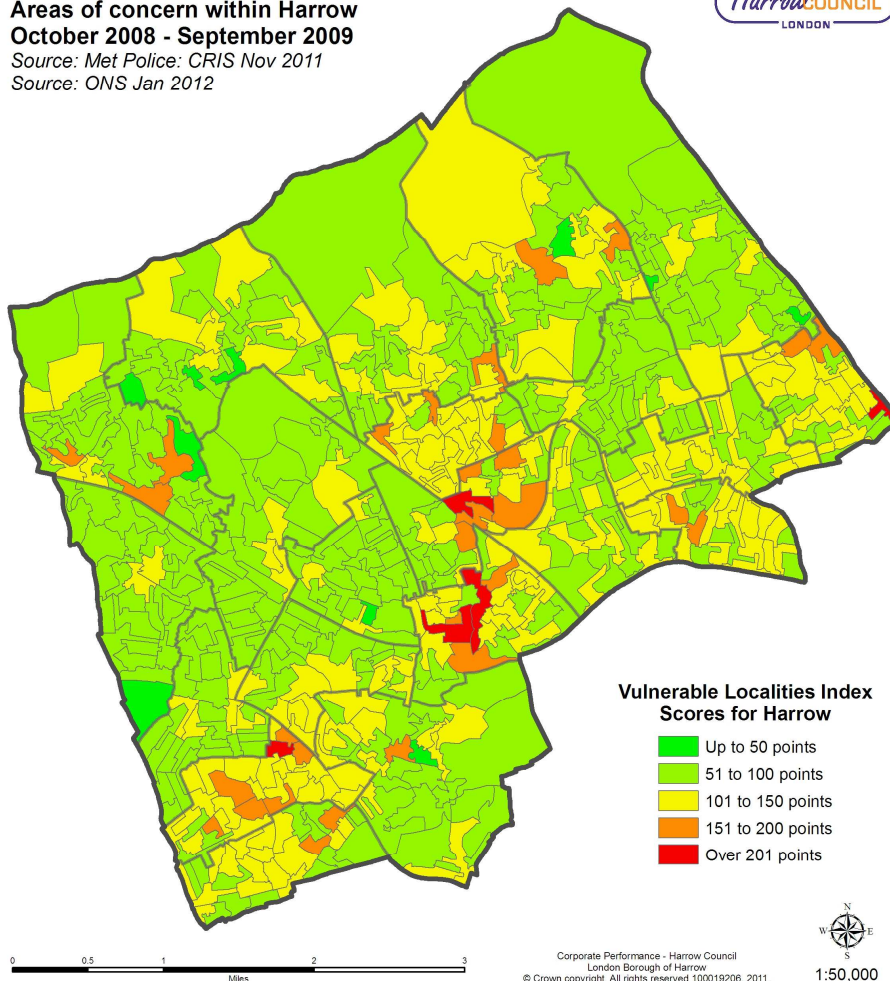 Areas of concern within Harrow
October 2008 - September 2009
Source: Met Police: CRIS Nov 2011
Source: ONS Jan 2012
HarrowCOUNCIL
LONDON
Vulnerable Localities Index
Scores for Harrow
Up to 50 points
51 to 100 points
101 to 150 points
151 to 200 points
Over 201 points
N
W E
S
0 0.5 1 2 3
Miles
Corporate Performance - Harrow Council
London Borough of Harrow
© Crown copyright. All rights reserved 100019206, 2011.
1:50,000